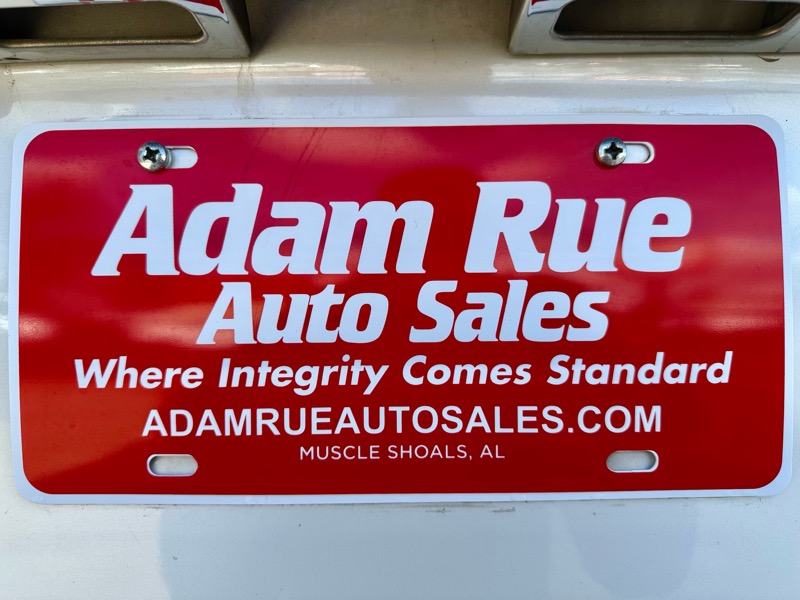 Adam Rue
Auto Sales
Where Integrity Comes Standard
ADAMRUEAUTOSALES.COM
MUSCLE SHOALS, AL